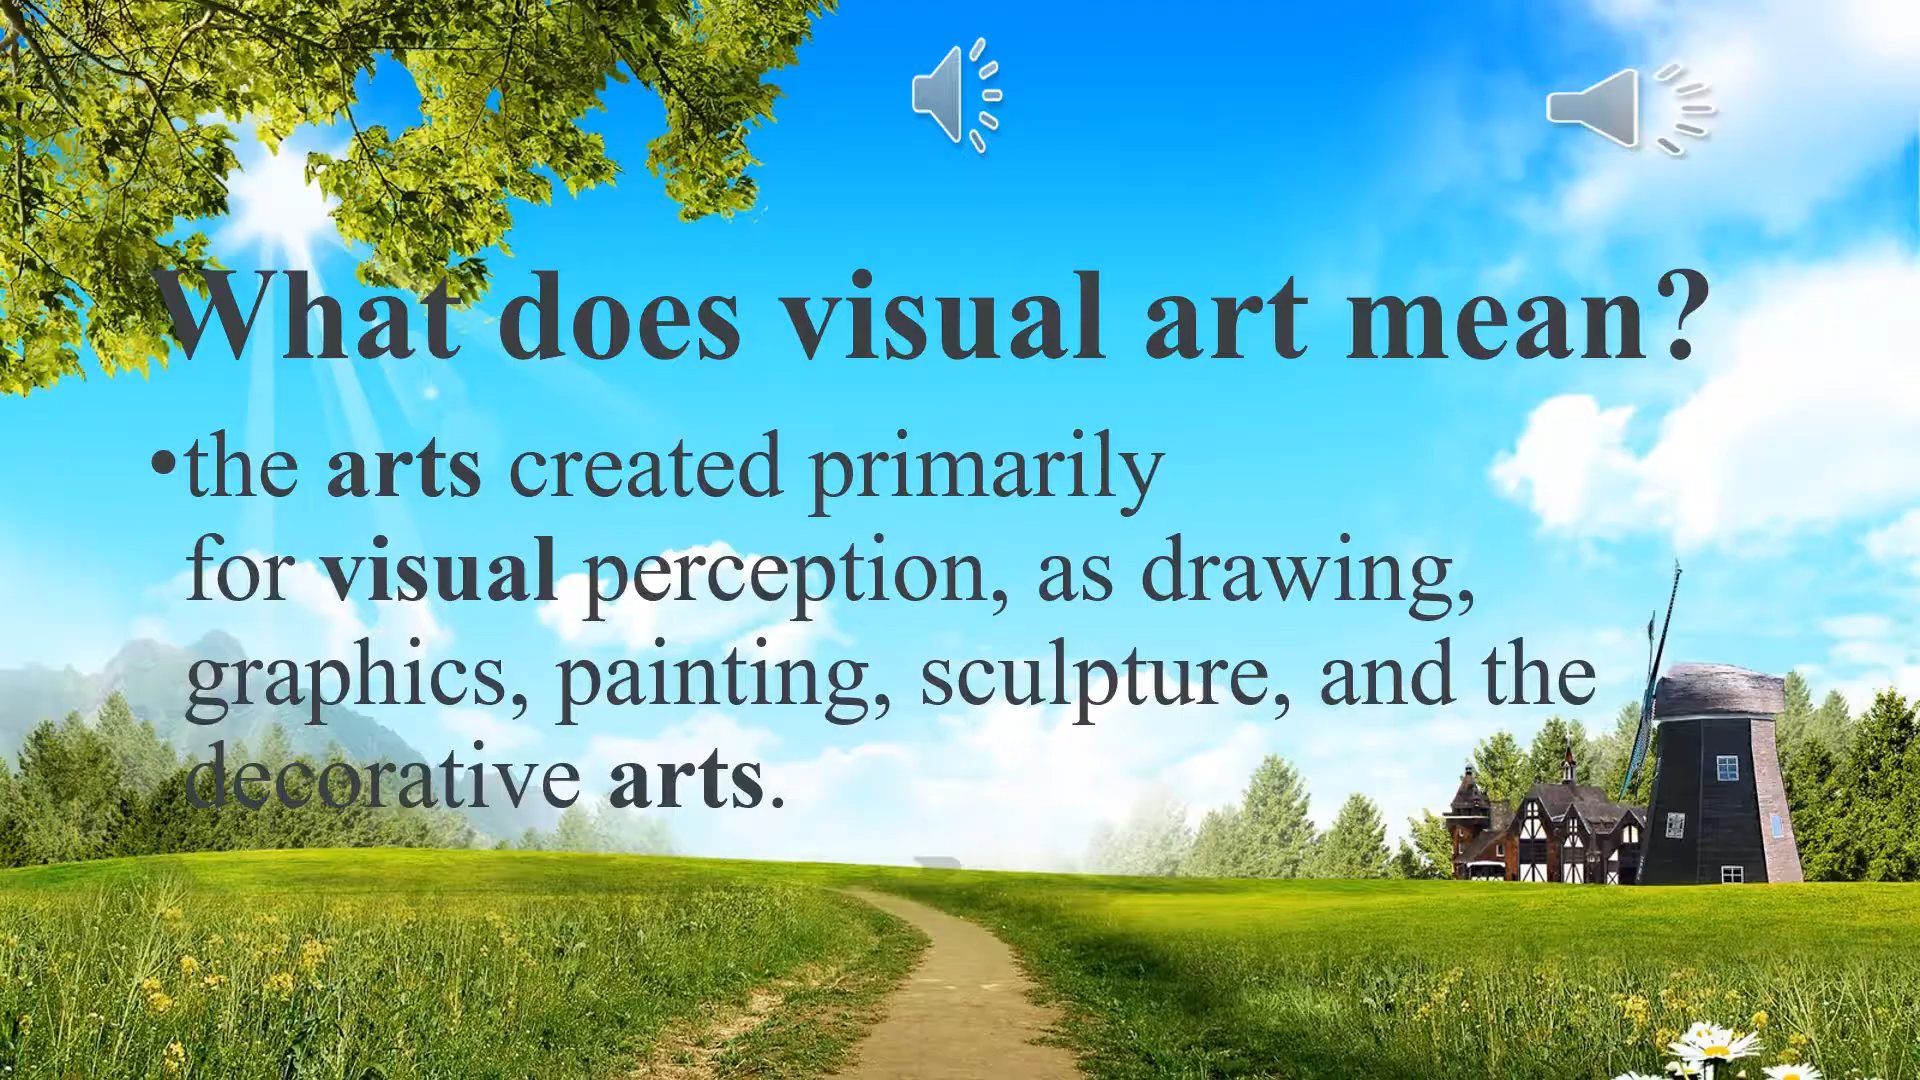 What does visual art mean?
•the arts created primarily
for visual perception, as drawing,
graphics, painting, sculpture, and the
decorative arts.